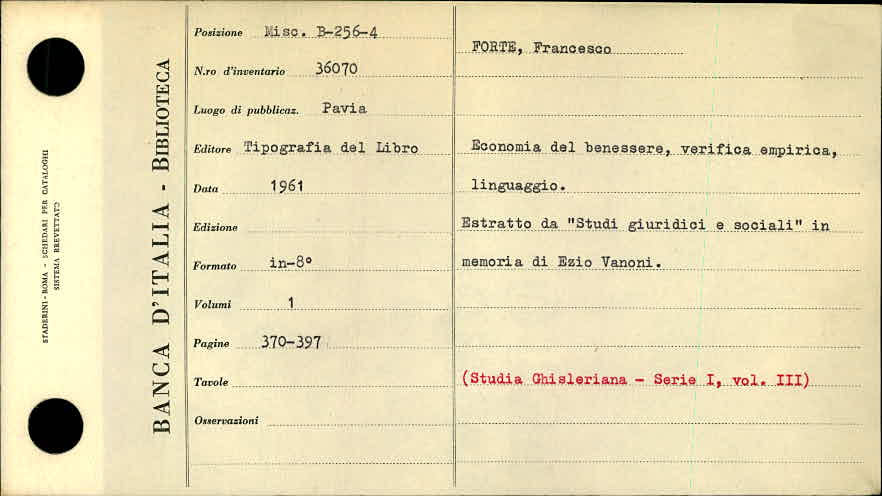 STADERINI - ROMA - SCHEDARI PER CATALOGHI
SISTEMA BREVETTATO
BANCA D'ITALIA - BIBLIOTECA
Posizione Misc. B-256-4
N.ro d'inventario 36070
Luogo di pubblicaz. Pavia
Editore Tipografia del Libro
Data 1961
Edizione
Formato in-8°
Volumi 1
Pagine 370-397
Tavole
Osservazioni
FORTE, Francesco
Economia del benessere, verifica empirica,
linguaggio.
Estratto da "Studi giuridici e sociali" in
memoria di Ezio Vanoni.
(Studia Ghisleriana - Serie I, vol. III)